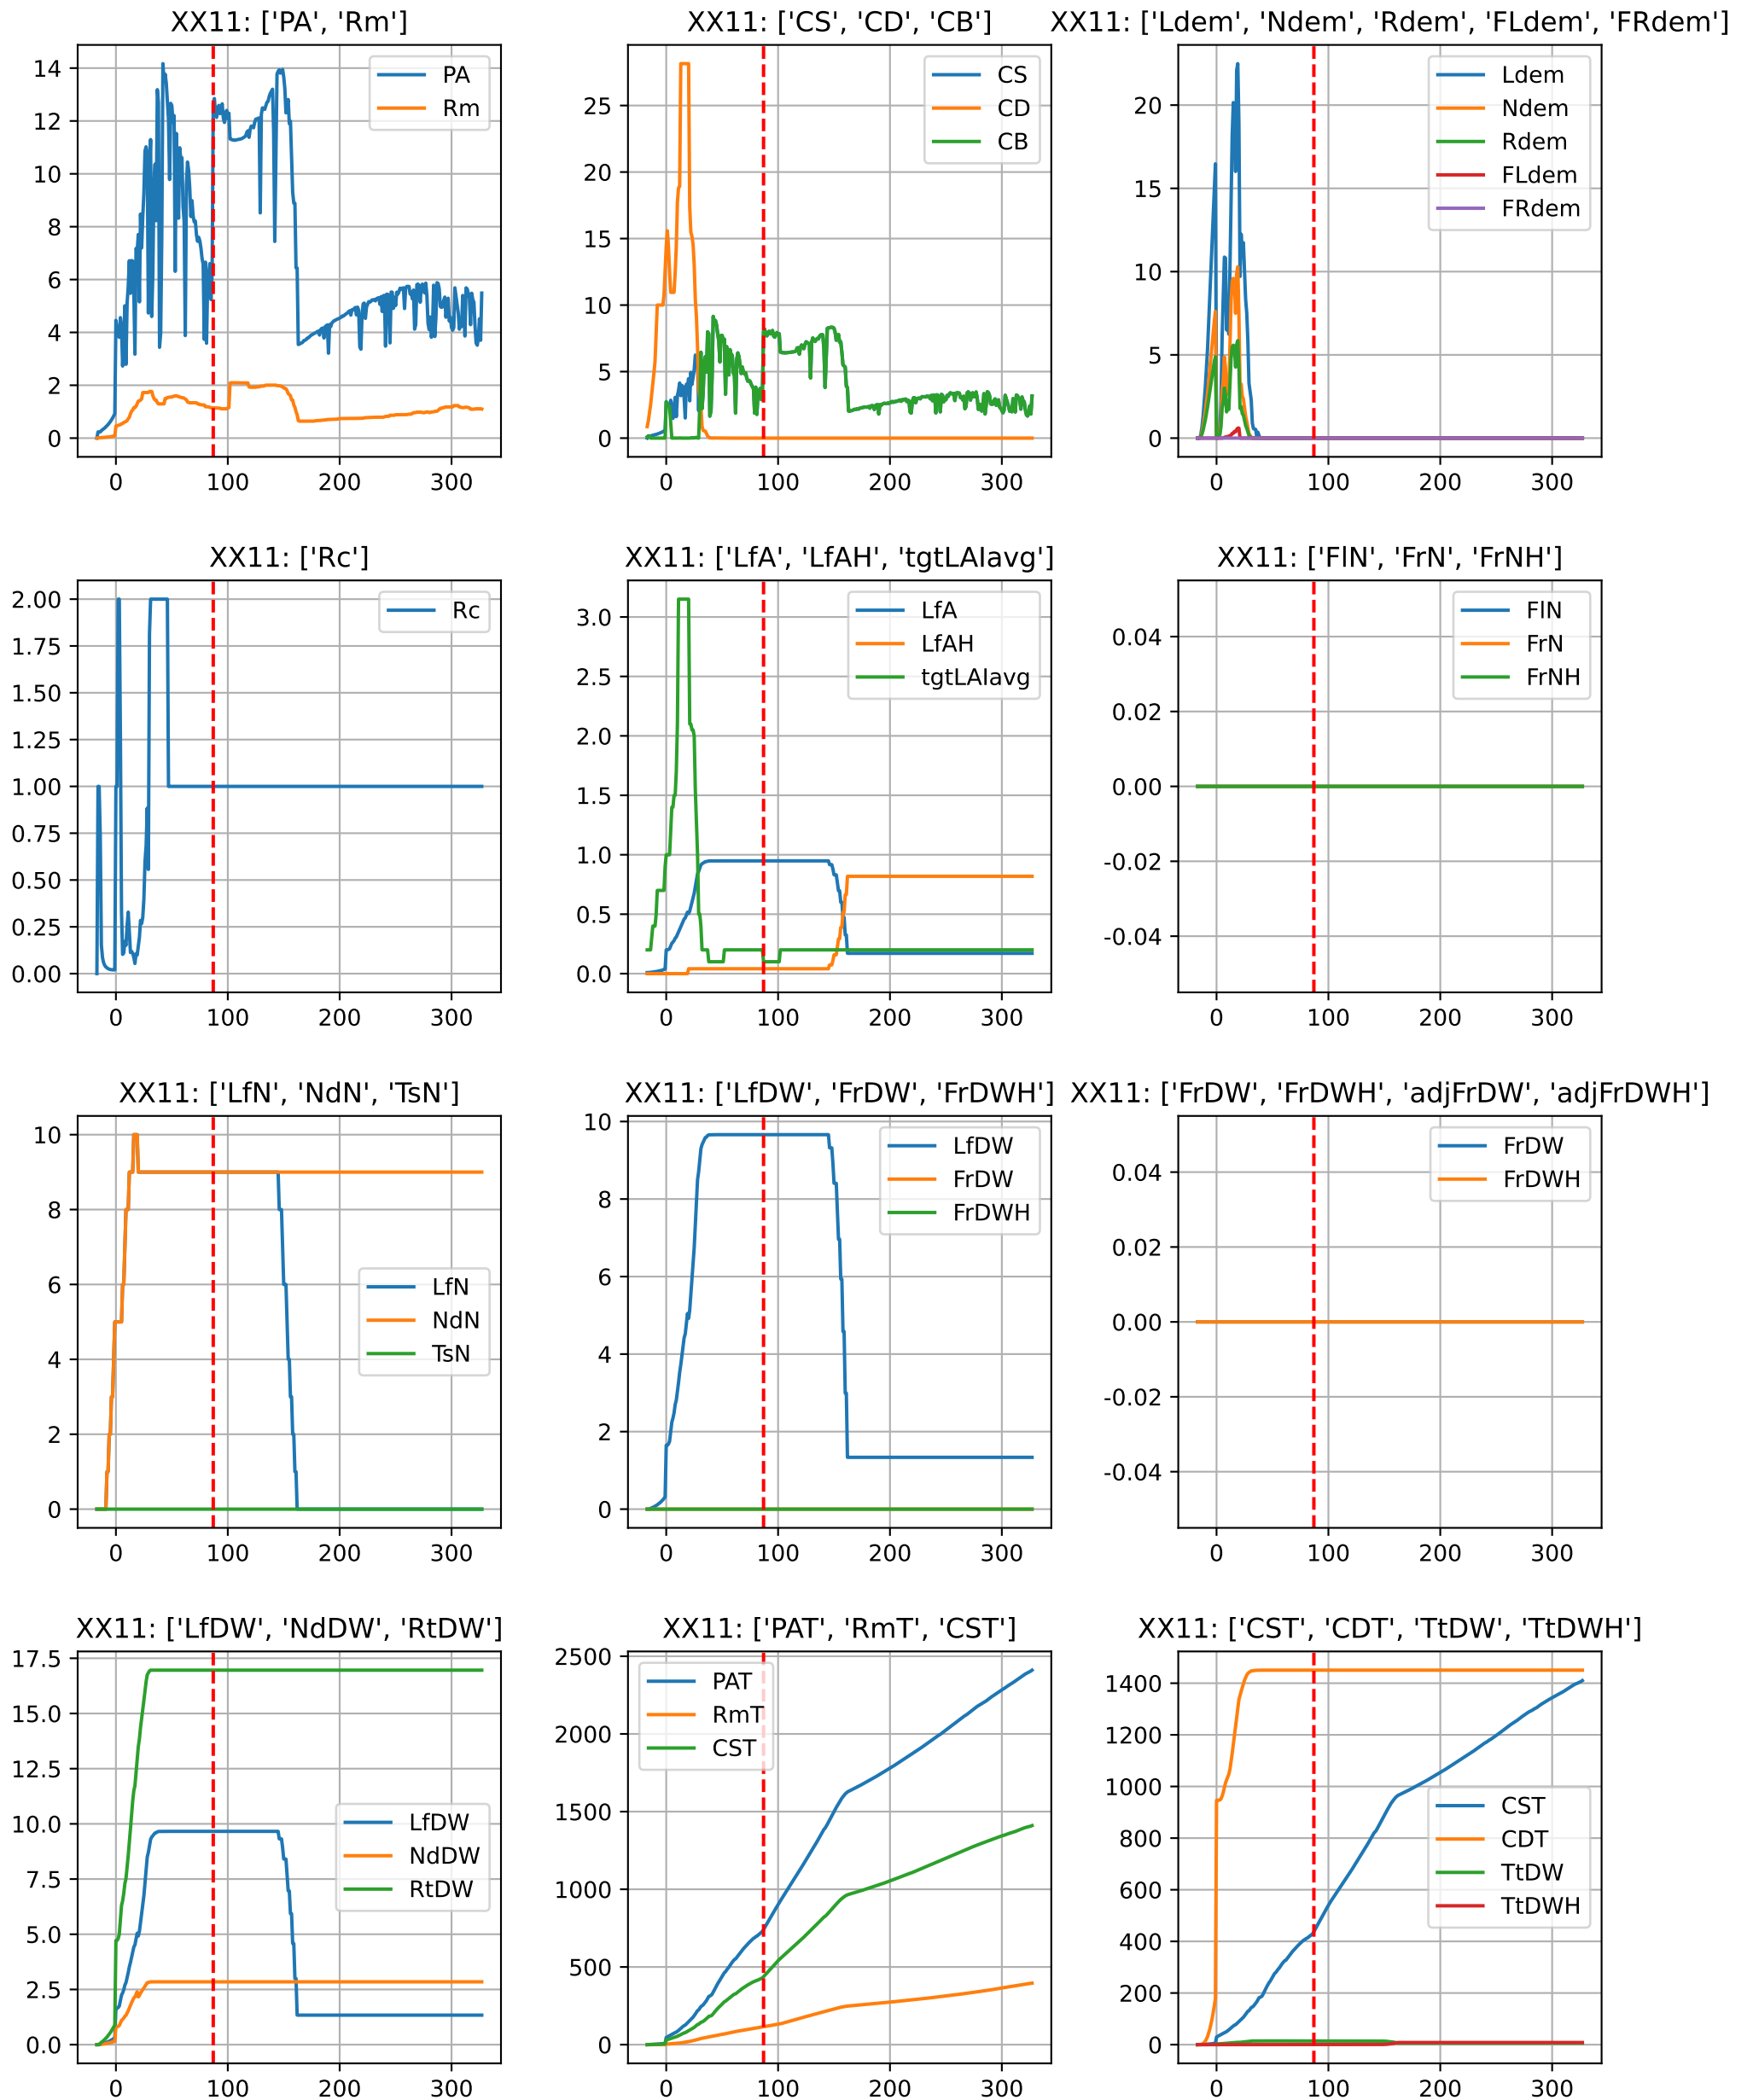 XX11: ['PA', 'Rm']
14
12
10
8
6
4
2
0
0 100 200 300
PA
Rm
XX11: ['CS', 'CD', 'CB']
25
20
15
10
5
0
0 100 200 300
CS
CD
CB
XX11: ['Ldem', 'Ndem', 'Rdem', 'FLdem', 'FRdem']
20
15
10
5
0
0 100 200 300
Ldem
Ndem
Rdem
FLdem
FRdem
XX11: ['Rc']
2.00
1.75
1.50
1.25
1.00
0.75
0.50
0.25
0.00
0 100 200 300
Rc
XX11: ['LfA', 'LfAH', 'tgtLAIavg']
3.0
2.5
2.0
1.5
1.0
0.5
0.0
0 100 200 300
LfA
LfAH
tgtLAIavg
XX11: ['FlN', 'FrN', 'FrNH']
0.04
0.02
0.00
-0.02
-0.04
0 100 200 300
FlN
FrN
FrNH
XX11: ['LfN', 'NdN', 'TsN']
10
8
6
4
2
0
0 100 200 300
LfN
NdN
TsN
XX11: ['LfDW', 'FrDW', 'FrDWH']
10
8
6
4
2
0
0 100 200 300
LfDW
FrDW
FrDWH
XX11: ['FrDW', 'FrDWH', 'adjFrDW', 'adjFrDWH']
0.04
0.02
0.00
-0.02
-0.04
0 100 200 300
FrDW
FrDWH
XX11: ['LfDW', 'NdDW', 'RtDW']
17.5
15.0
12.5
10.0
7.5
5.0
2.5
0.0
0 100 200 300
LfDW
NdDW
RtDW
XX11: ['PAT', 'RmT', 'CST']
2500
2000
1500
1000
500
0
0 100 200 300
PAT
RmT
CST
XX11: ['CST', 'CDT', 'TtDW', 'TtDWH']
1400
1200
1000
800
600
400
200
0
0 100 200 300
CST
CDT
TtDW
TtDWH